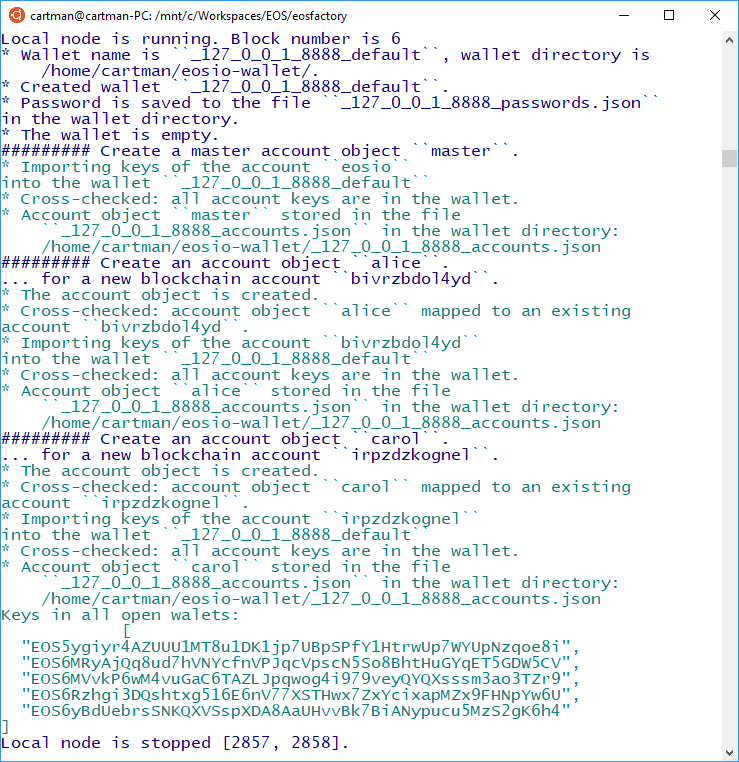 cartman@cartman-PC: /mnt/c/Workspaces/EOS/eosfactory
Local node is running. Block number is 6
* Wallet name is ``_127_0_0_1_8888_default``, wallet directory is
    /home/cartman/eosio-wallet/.
* Created wallet ``_127_0_0_1_8888_default``.
* Password is saved to the file ``_127_0_0_1_8888_passwords.json``
in the wallet directory.
* The wallet is empty.
######### Create a master account object ``master``.
* Importing keys of the account ``eosio``
into the wallet ``_127_0_0_1_8888_default``
* Cross-checked: all account keys are in the wallet.
* Account object ``master`` stored in the file
    ``_127_0_0_1_8888_accounts.json`` in the wallet directory:
    /home/cartman/eosio-wallet/_127_0_0_1_8888_accounts.json
######### Create an account object ``alice``.
... for a new blockchain account ``bivrzbdol4yd``.
* The account object is created.
* Cross-checked: account object ``alice`` mapped to an existing
account ``bivrzbdol4yd``.
* Importing keys of the account ``bivrzbdol4yd``
into the wallet ``_127_0_0_1_8888_default``
* Cross-checked: all account keys are in the wallet.
* Account object ``alice`` stored in the file
    ``_127_0_0_1_8888_accounts.json`` in the wallet directory:
    /home/cartman/eosio-wallet/_127_0_0_1_8888_accounts.json
######### Create an account object ``carol``.
... for a new blockchain account ``irpzdzkognel``.
* The account object is created.
* Cross-checked: account object ``carol`` mapped to an existing
account ``irpzdzkognel``.
* Importing keys of the account ``irpzdzkognel``
into the wallet ``_127_0_0_1_8888_default``
* Cross-checked: all account keys are in the wallet.
* Account object ``carol`` stored in the file
    ``_127_0_0_1_8888_accounts.json`` in the wallet directory:
    /home/cartman/eosio-wallet/_127_0_0_1_8888_accounts.json
Keys in all open walets:
            [
  "EOS5ygiyr4AZUUU1MT8u1DK1jp7UBpSPfY1HtrwUp7WYUpNzqoe8i",
  "EOS6MRyAjQq8ud7hVNYcfnVPJqcVpscN5So8BhtHuGYqET5GDW5CV",
  "EOS6MVvkP6wM4vuGaC6TAZLJpqwog4i979veyQYQXsssm3ao3TZr9",
  "EOS6Rzhgi3DQshtxg516E6nV77XSTHwx7ZxYcixapMZx9FHNpYw6U",
  "EOS6yBdUebrsSNKQXVSspXDA8AaUHvvBk7BiANypucu5MzS2gK6h4"
]
Local node is stopped [2857, 2858].